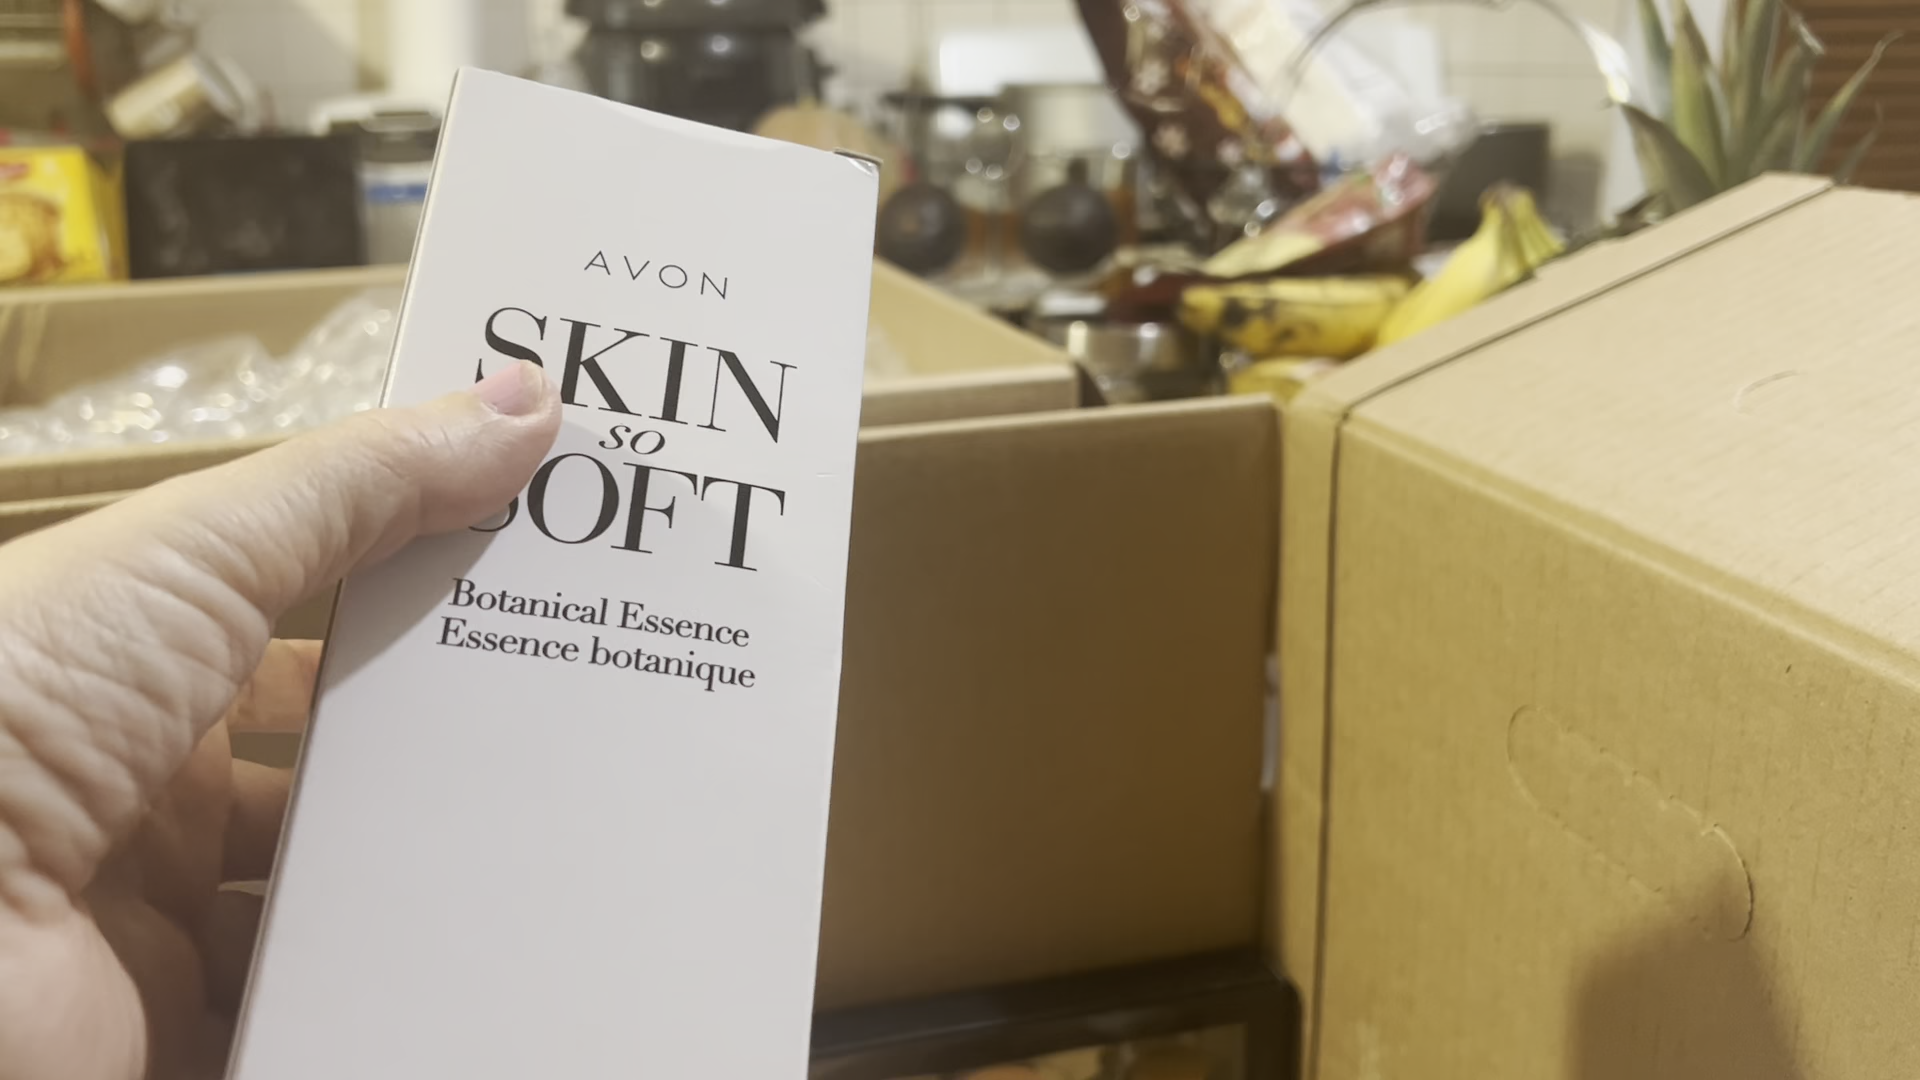 AVON
SKIN
so
SOFT
Botanical Essence
Essence botanique